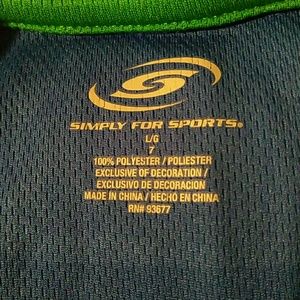 SIMPLY FOR SPORTS®
L/G
7
100% POLYESTER / POLIESTER
EXCLUSIVE OF DECORATION /
EXCLUSIVO DE DECORACION
MADE IN CHINA / HECHO EN CHINA
RN# 93677